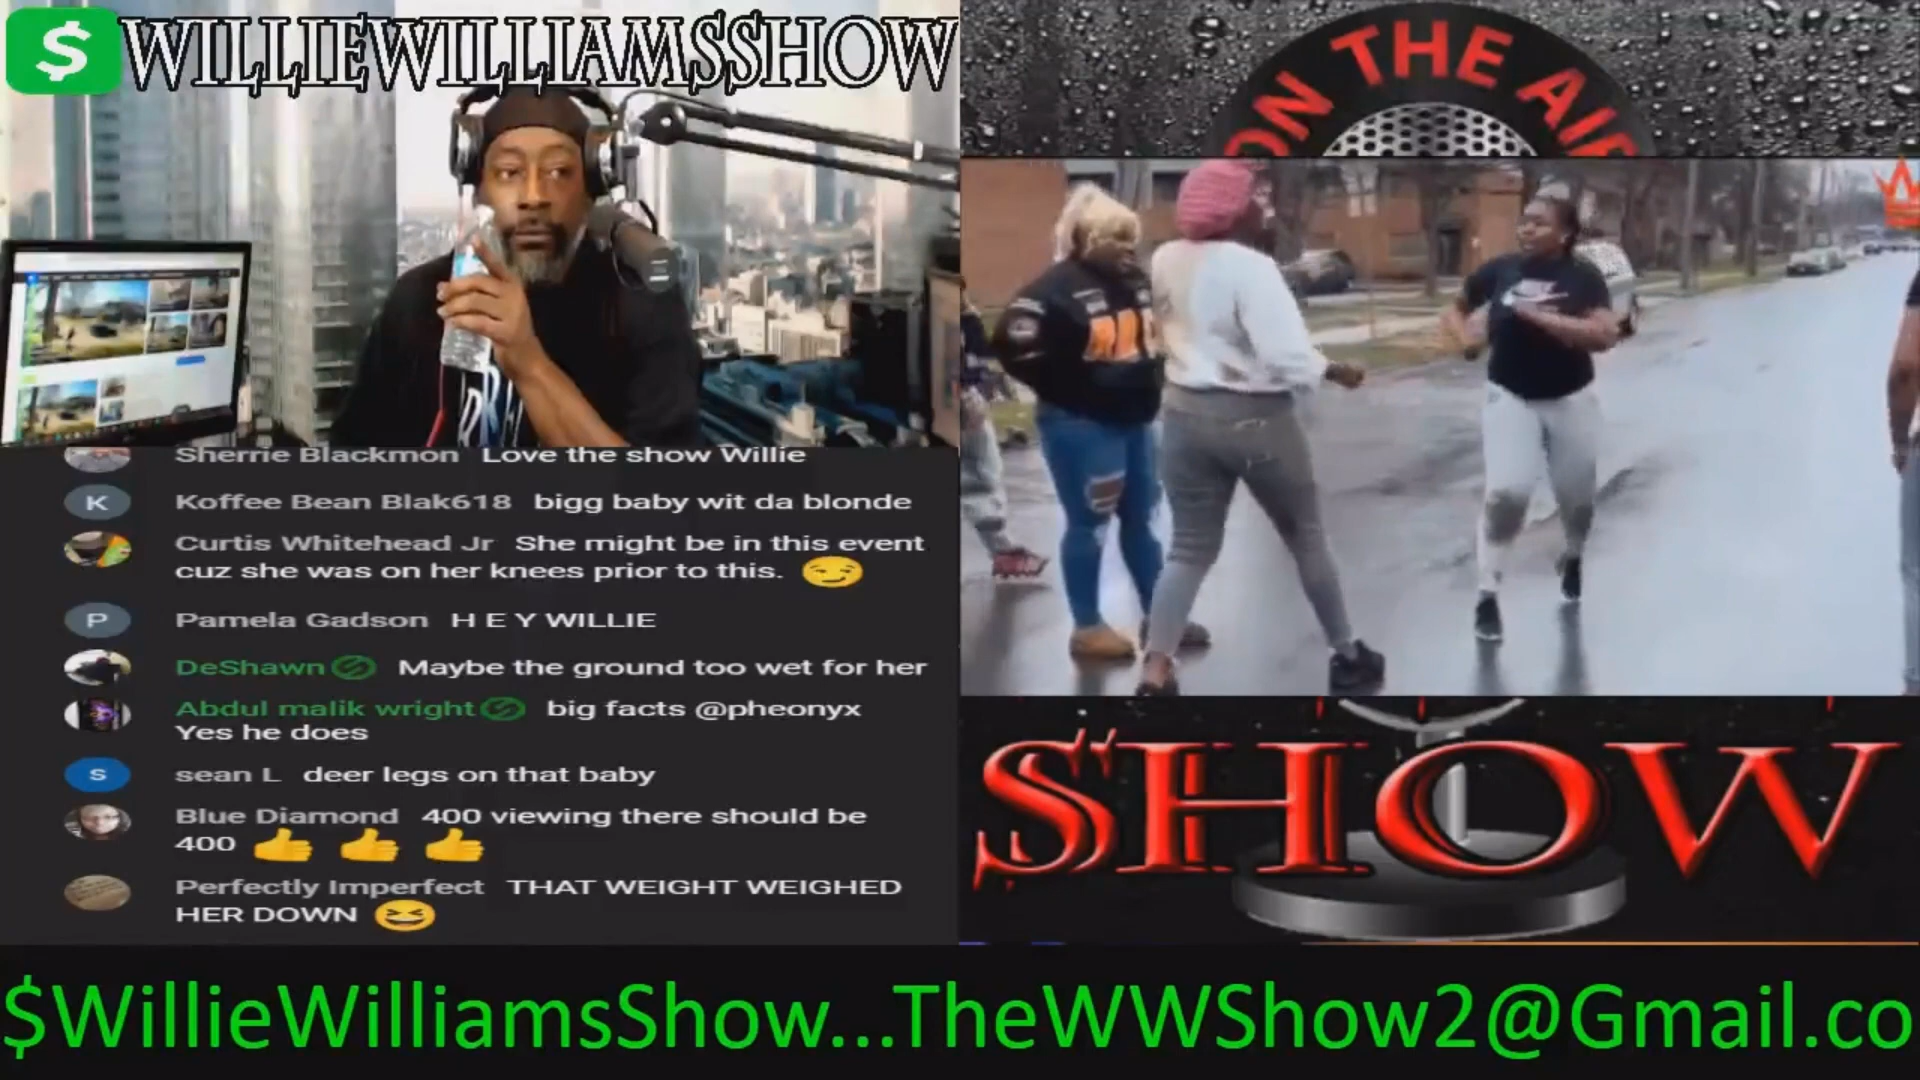 $ WILLIEWILLIAMSSHOW
ON THE AIR
Sherrie Blackmon Love the show Willie
K Koffee Bean Blak618 bigg baby wit da blonde
Curtis Whitehead Jr She might be in this event
cuz she was on her knees prior to this. 😏
P Pamela Gadson H E Y WILLIE
DeShawn Maybe the ground too wet for her
Abdul malik wright big facts @pheonyx
Yes he does
S sean L deer legs on that baby
Blue Diamond 400 viewing there should be
400 👍 👍 👍
Perfectly Imperfect THAT WEIGHT WEIGHED
HER DOWN 😆
SHOW
$WillieWilliamsShow...TheWWShow2@Gmail.co